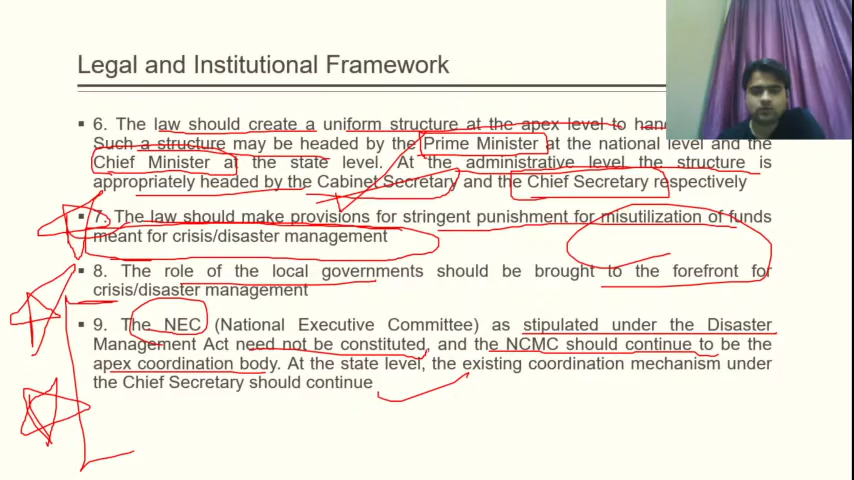 Legal and Institutional Framework
▪ 6. The law should create a uniform structure at the apex level to
Such a structure may be headed by the Prime Minister at the national level and the
Chief Minister at the state level. At the administrative level the structure is
appropriately headed by the Cabinet Secretary and the Chief Secretary respectively
▪ 7. The law should make provisions for stringent punishment for misutilization of funds
meant for crisis/disaster management
▪ 8. The role of the local governments should be brought to the forefront for
crisis/disaster management
▪ 9. The NEC (National Executive Committee) as stipulated under the Disaster
Management Act need not be constituted, and the NCMC should continue to be the
apex coordination body. At the state level, the existing coordination mechanism under
the Chief Secretary should continue